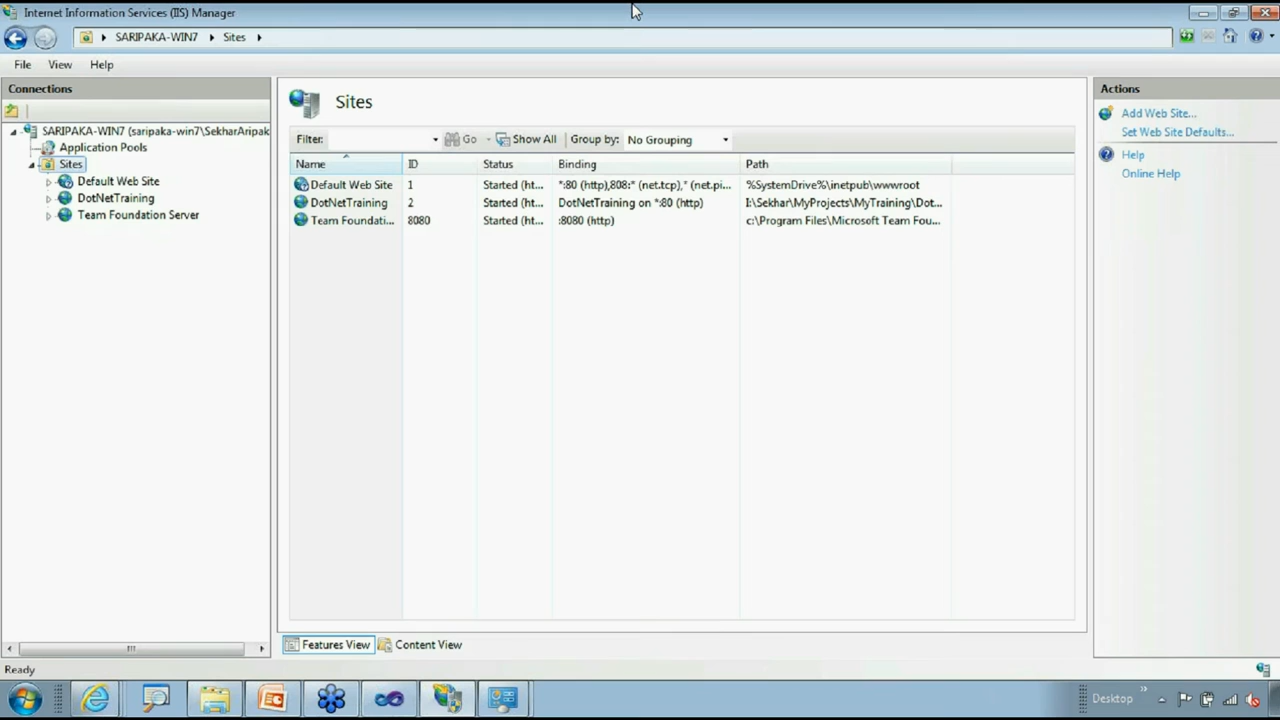 Internet Information Services (IIS) Manager
SARIPAKA-WIN7 Sites
File View Help
Connections
SARIPAKA-WIN7 (saripaka-win7\SekharAripak
Application Pools
Sites
Default Web Site
DotNetTraining
Team Foundation Server
Sites
Filter: Go Show All Group by: No Grouping
Name ID Status Binding Path
Default Web Site 1 Started (ht... *:80 (http),808:* (net.tcp),* (net.pi... %SystemDrive%\inetpub\wwwroot
DotNetTraining 2 Started (ht... DotNetTraining on *:80 (http) I:\Sekhar\MyProjects\MyTraining\Dot...
Team Foundati... 8080 Started (ht... :8080 (http) c:\Program Files\Microsoft Team Fou...
Features View Content View
Actions
Add Web Site...
Set Web Site Defaults...
Help
Online Help
Ready
Desktop